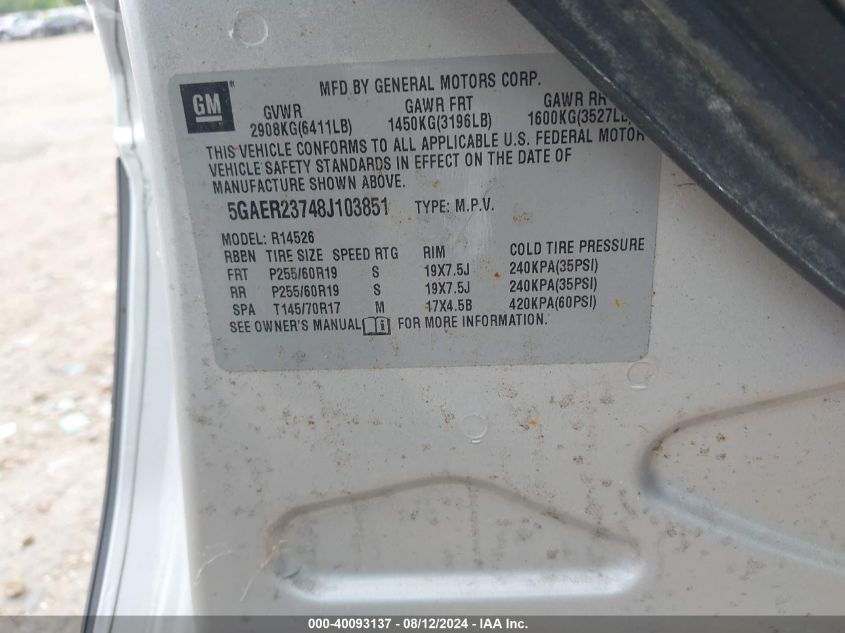 MFD BY GENERAL MOTORS CORP.
GM
GVWR GAWR FRT GAWR RR
2908KG(6411LB) 1450KG(3196LB) 1600KG(3527LB
THIS VEHICLE CONFORMS TO ALL APPLICABLE U.S. FEDERAL MOTOR
VEHICLE SAFETY STANDARDS IN EFFECT ON THE DATE OF
MANUFACTURE SHOWN ABOVE.
5GAER23748J103851 TYPE: M.P.V.
MODEL: R14526
RBBN TIRE SIZE SPEED RTG RIM COLD TIRE PRESSURE
FRT P255/60R19 S 19X7.5J 240KPA(35PSI)
RR P255/60R19 S 19X7.5J 240KPA(35PSI)
SPA T145/70R17 M 17X4.5B 420KPA(60PSI)
SEE OWNER'S MANUAL FOR MORE INFORMATION.
000-40093137 - 08/12/2024 - IAA Inc.